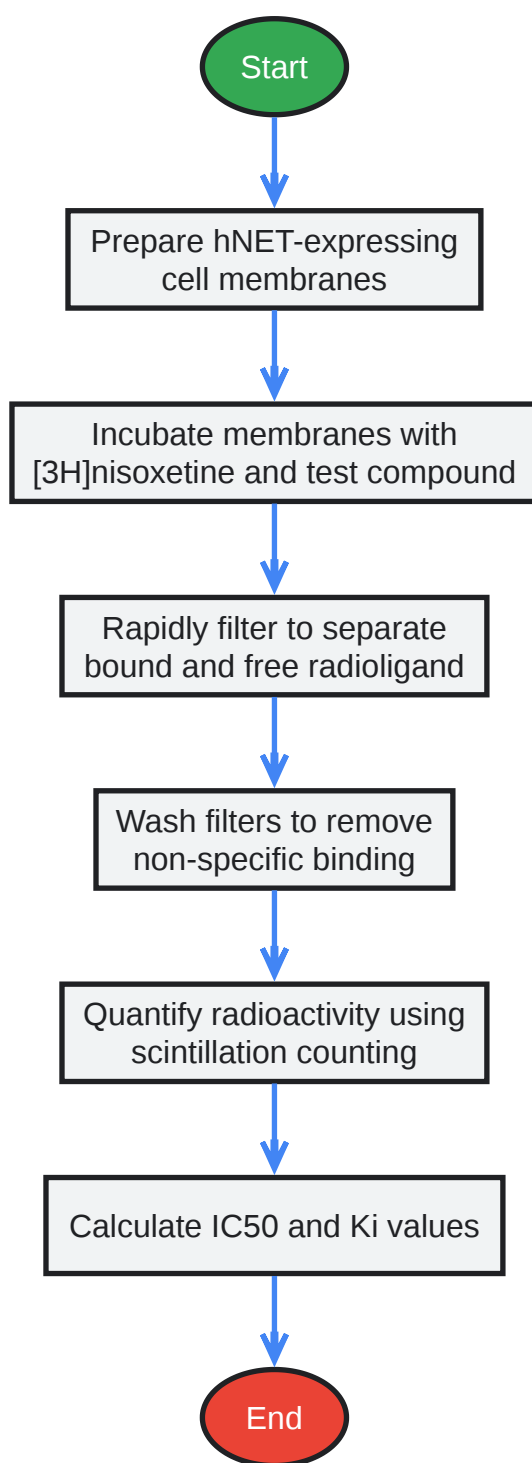 Start
Prepare hNET-expressing
cell membranes
Incubate membranes with
[3H]nisoxetine and test compound
Rapidly filter to separate
bound and free radioligand
Wash filters to remove
non-specific binding
Quantify radioactivity using
scintillation counting
Calculate IC50 and Ki values
End